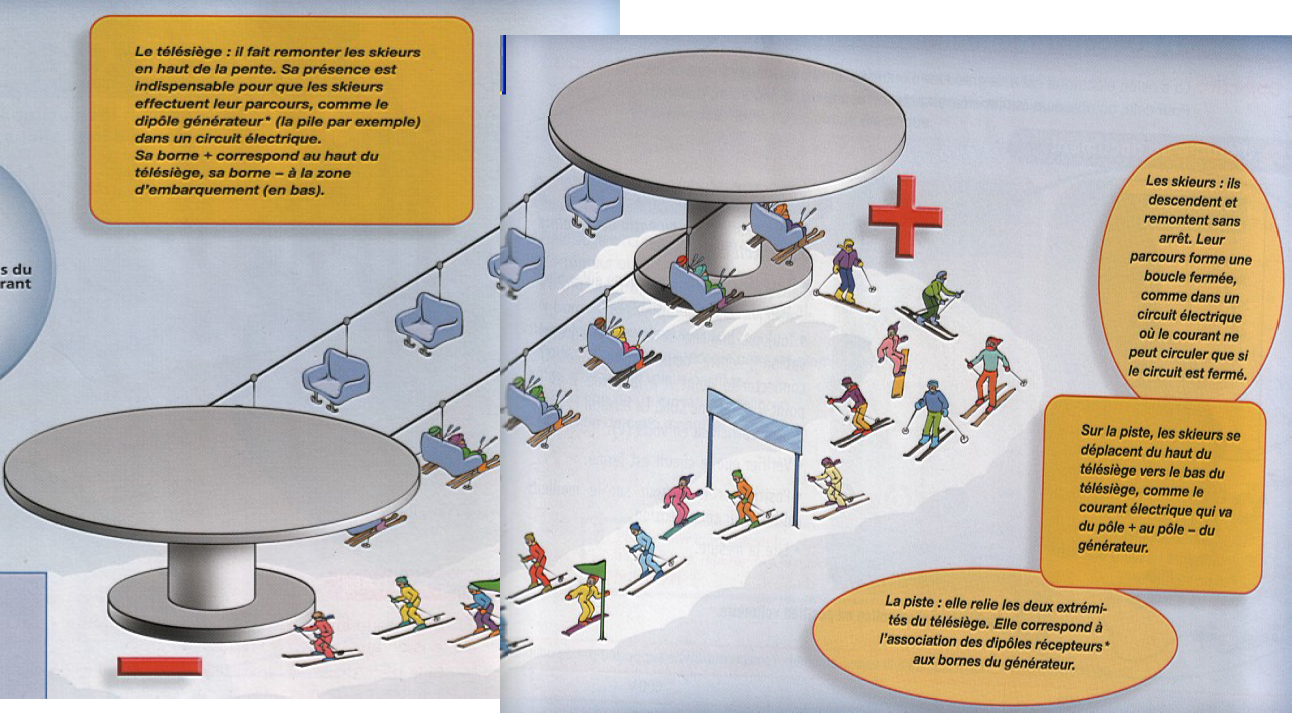 Le télésiège : il fait remonter les skieurs
en haut de la pente. Sa présence est
indispensable pour que les skieurs
effectuent leur parcours, comme le
dipôle générateur* (la pile par exemple)
dans un circuit électrique.
Sa borne + correspond au haut du
télésiège, sa borne – à la zone
d'embarquement (en bas).
s du
rant
Les skieurs : ils
descendent et
remontent sans
arrêt. Leur
parcours forme une
boucle fermée,
comme dans un
circuit électrique
où le courant ne
peut circuler que si
le circuit est fermé.
Sur la piste, les skieurs se
déplacent du haut du
télésiège vers le bas du
télésiège, comme le
courant électrique qui va
du pôle + au pôle – du
générateur.
La piste : elle relie les deux extrémi-
tés du télésiège. Elle correspond à
l'association des dipôles récepteurs*
aux bornes du générateur.